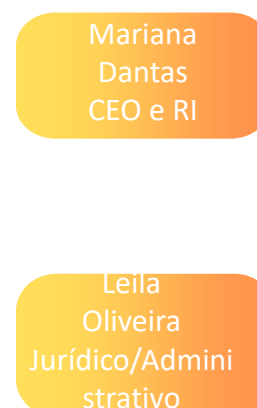 Mariana
Dantas
CEO e RI
Leila
Oliveira
Jurídico/Admini
strativo